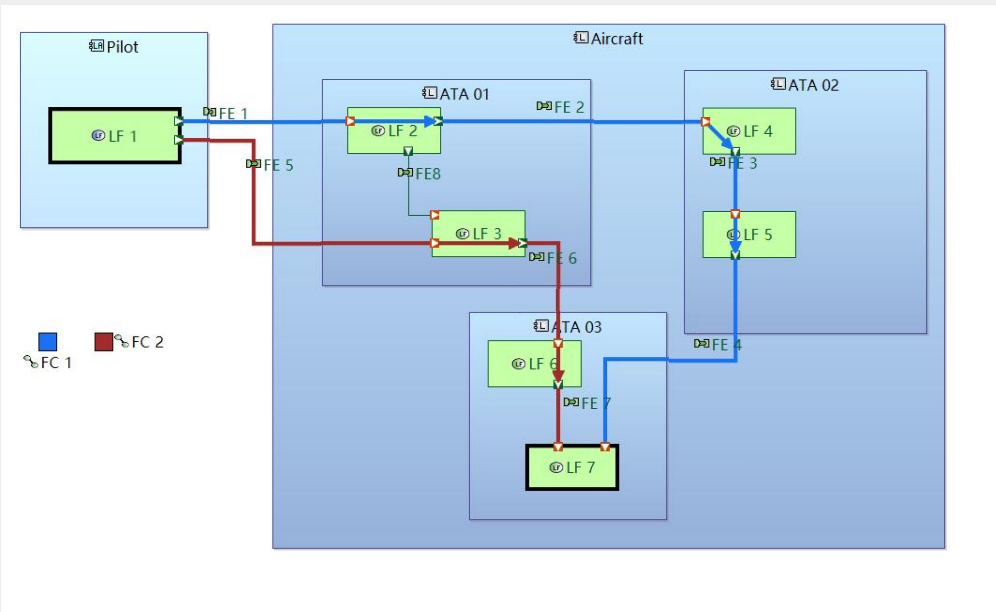 Pilot
Aircraft
ATA 01
ATA 02
FE 1
FE 2
LF 1
LF 2
LF 4
FE 5
FE8
FE 3
LF 3
LF 5
FE 6
ATA 03
FC 2
FE 4
FC 1
LF 6
FE 7
LF 7